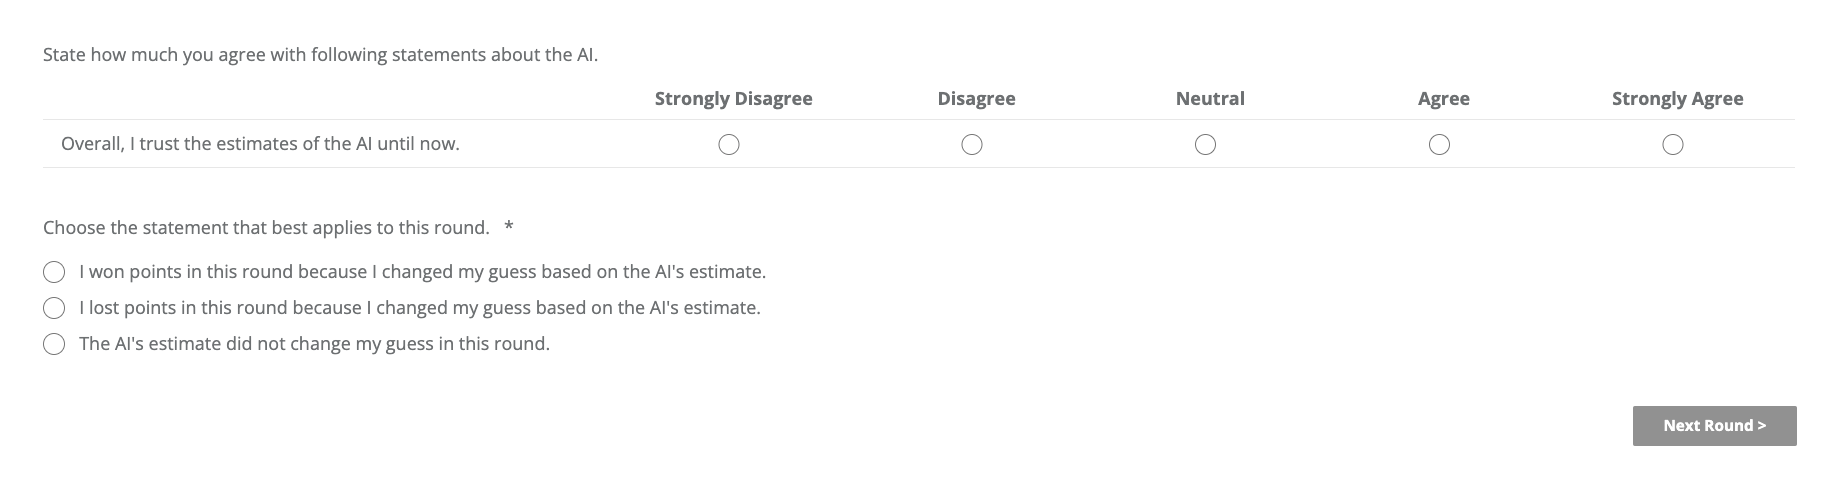 State how much you agree with following statements about the AI.
Strongly Disagree Disagree Neutral Agree Strongly Agree
Overall, I trust the estimates of the AI until now.
Choose the statement that best applies to this round. *
I won points in this round because I changed my guess based on the AI's estimate.
I lost points in this round because I changed my guess based on the AI's estimate.
The AI's estimate did not change my guess in this round.
Next Round >